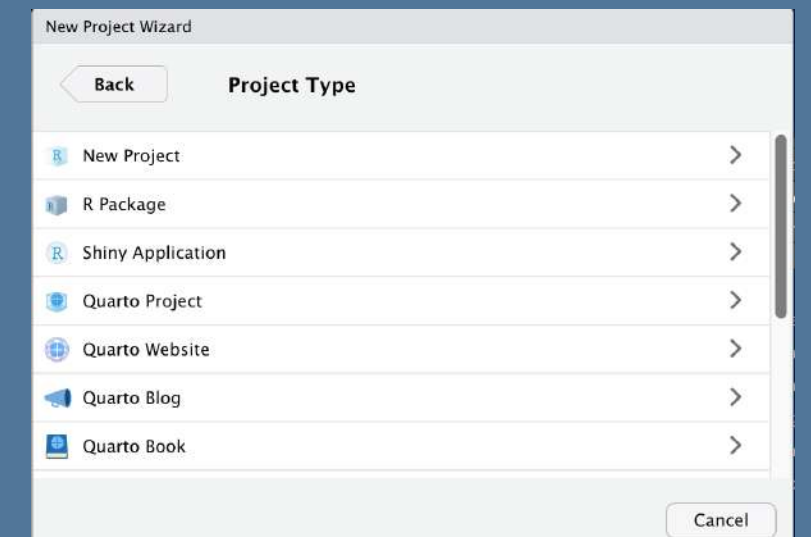 New Project Wizard
Back
Project Type
R New Project
R Package
R Shiny Application
Quarto Project
Quarto Website
Quarto Blog
Quarto Book
Cancel